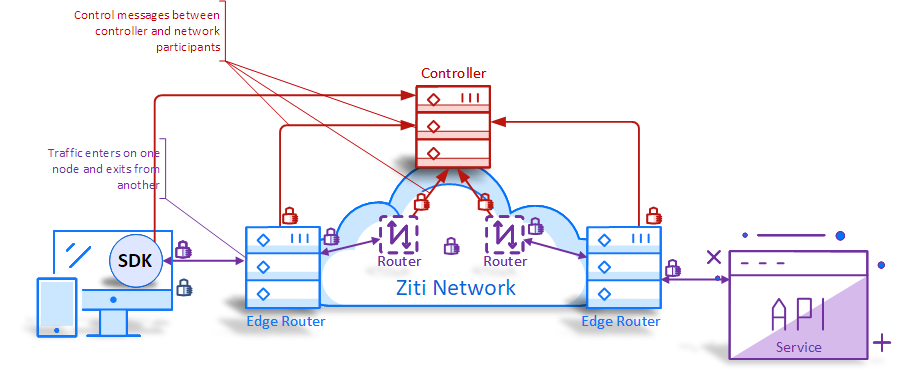 Control messages between
controller and network
participants
Controller
Traffic enters on one
node and exits from
another
SDK
Router
Router
Ziti Network
Edge Router
Edge Router
API
Service